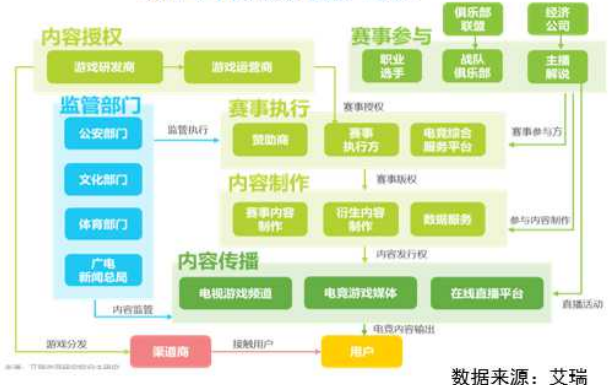 俱乐部
联盟
经济
公司
内容授权
赛事参与
游戏研发商
游戏运营商
职业
选手
战队
俱乐部
主播
解说
监管部门
赛事执行
赛事授权
公安部门
监管执行
赞助商
赛事
执行方
电竞综合
服务平台
赛事参与方
文化部门
内容制作
赛事版权
体育部门
赛事内容
制作
衍生内容
制作
数据服务
参与内容制作
广电
新闻总局
内容传播
内容发行权
电视游戏频道
电竞游戏媒体
在线直播平台
内容监管
直播活动
电竞内容输出
游戏分发
渠道商
接触用户
用户
数据来源：艾瑞